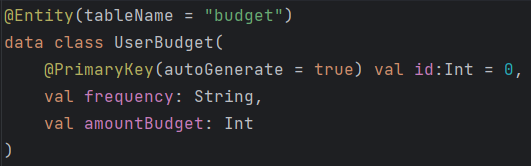 @Entity(tableName = "budget")
data class UserBudget(
    @PrimaryKey(autoGenerate = true) val id:Int = 0,
    val frequency: String,
    val amountBudget: Int
)